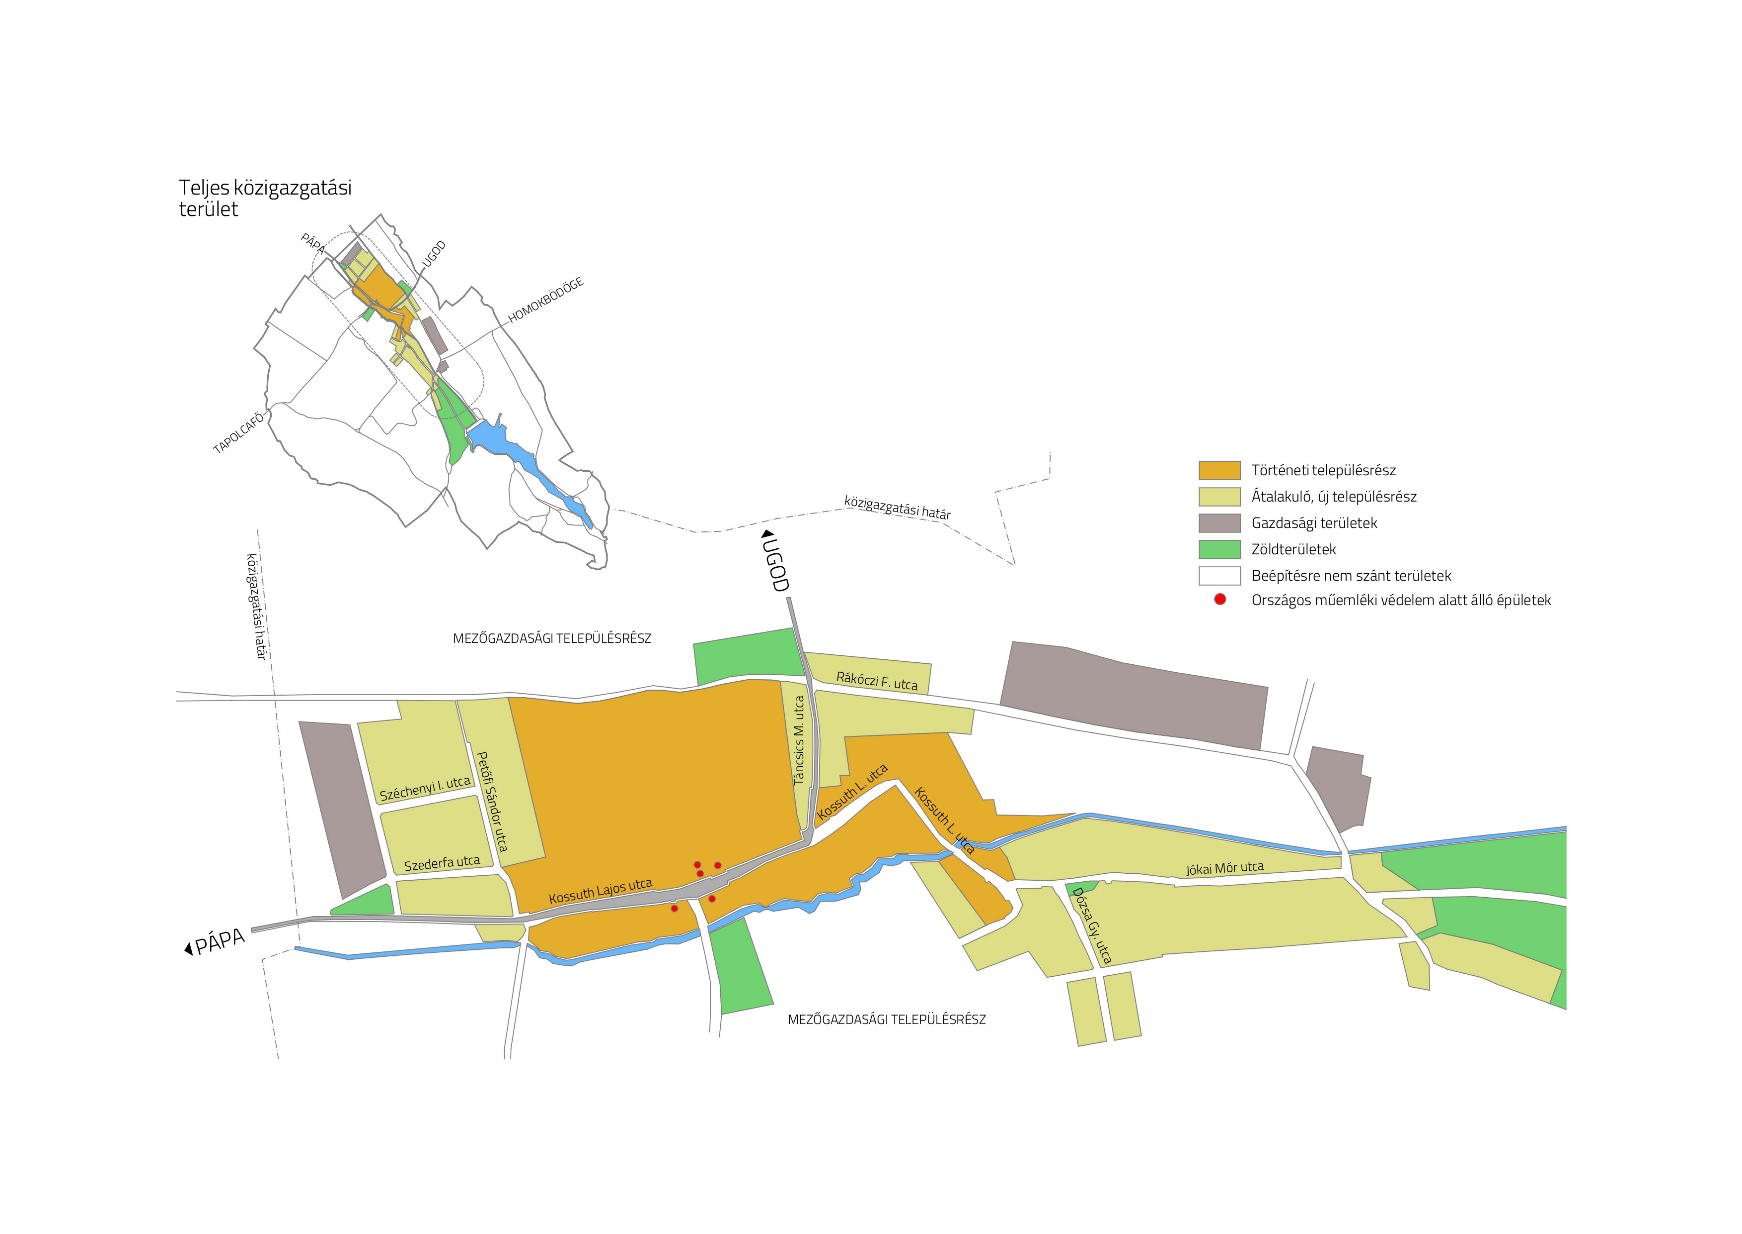 Teljes közigazgatási
terület
PÁPA
UGOD
HOMOKBÖDÖGE
TAPOLCAFŐ
közigazgatási határ
Történeti településrész
Átalakuló, új településrész
Gazdasági területek
Zöldterületek
Beépítésre nem szánt területek
Országos műemléki védelem alatt álló épületek
közigazgatási határ
UGOD
MEZŐGAZDASÁGI TELEPÜLÉSRÉSZ
Rákóczi F. utca
Táncsics M. utca
Petőfi Sándor utca
Széchenyi I. utca
Kossuth L. utca
Kossuth L. utca
Szederfa utca
Jókai Mór utca
Kossuth Lajos utca
Dózsa Gy. utca
PÁPA
MEZŐGAZDASÁGI TELEPÜLÉSRÉSZ